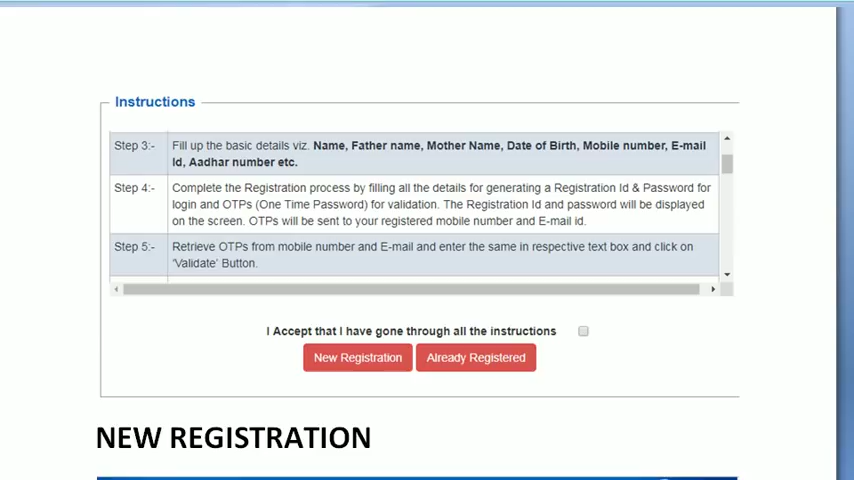 Instructions
Step 3:- Fill up the basic details viz. Name, Father name, Mother Name, Date of Birth, Mobile number, E-mail
Id, Aadhar number etc.
Step 4:- Complete the Registration process by filling all the details for generating a Registration Id & Password for
login and OTPs (One Time Password) for validation. The Registration Id and password will be displayed
on the screen. OTPs will be sent to your registered mobile number and E-mail id.
Step 5:- Retrieve OTPs from mobile number and E-mail and enter the same in respective text box and click on
'Validate' Button.
I Accept that I have gone through all the instructions
New Registration Already Registered
NEW REGISTRATION